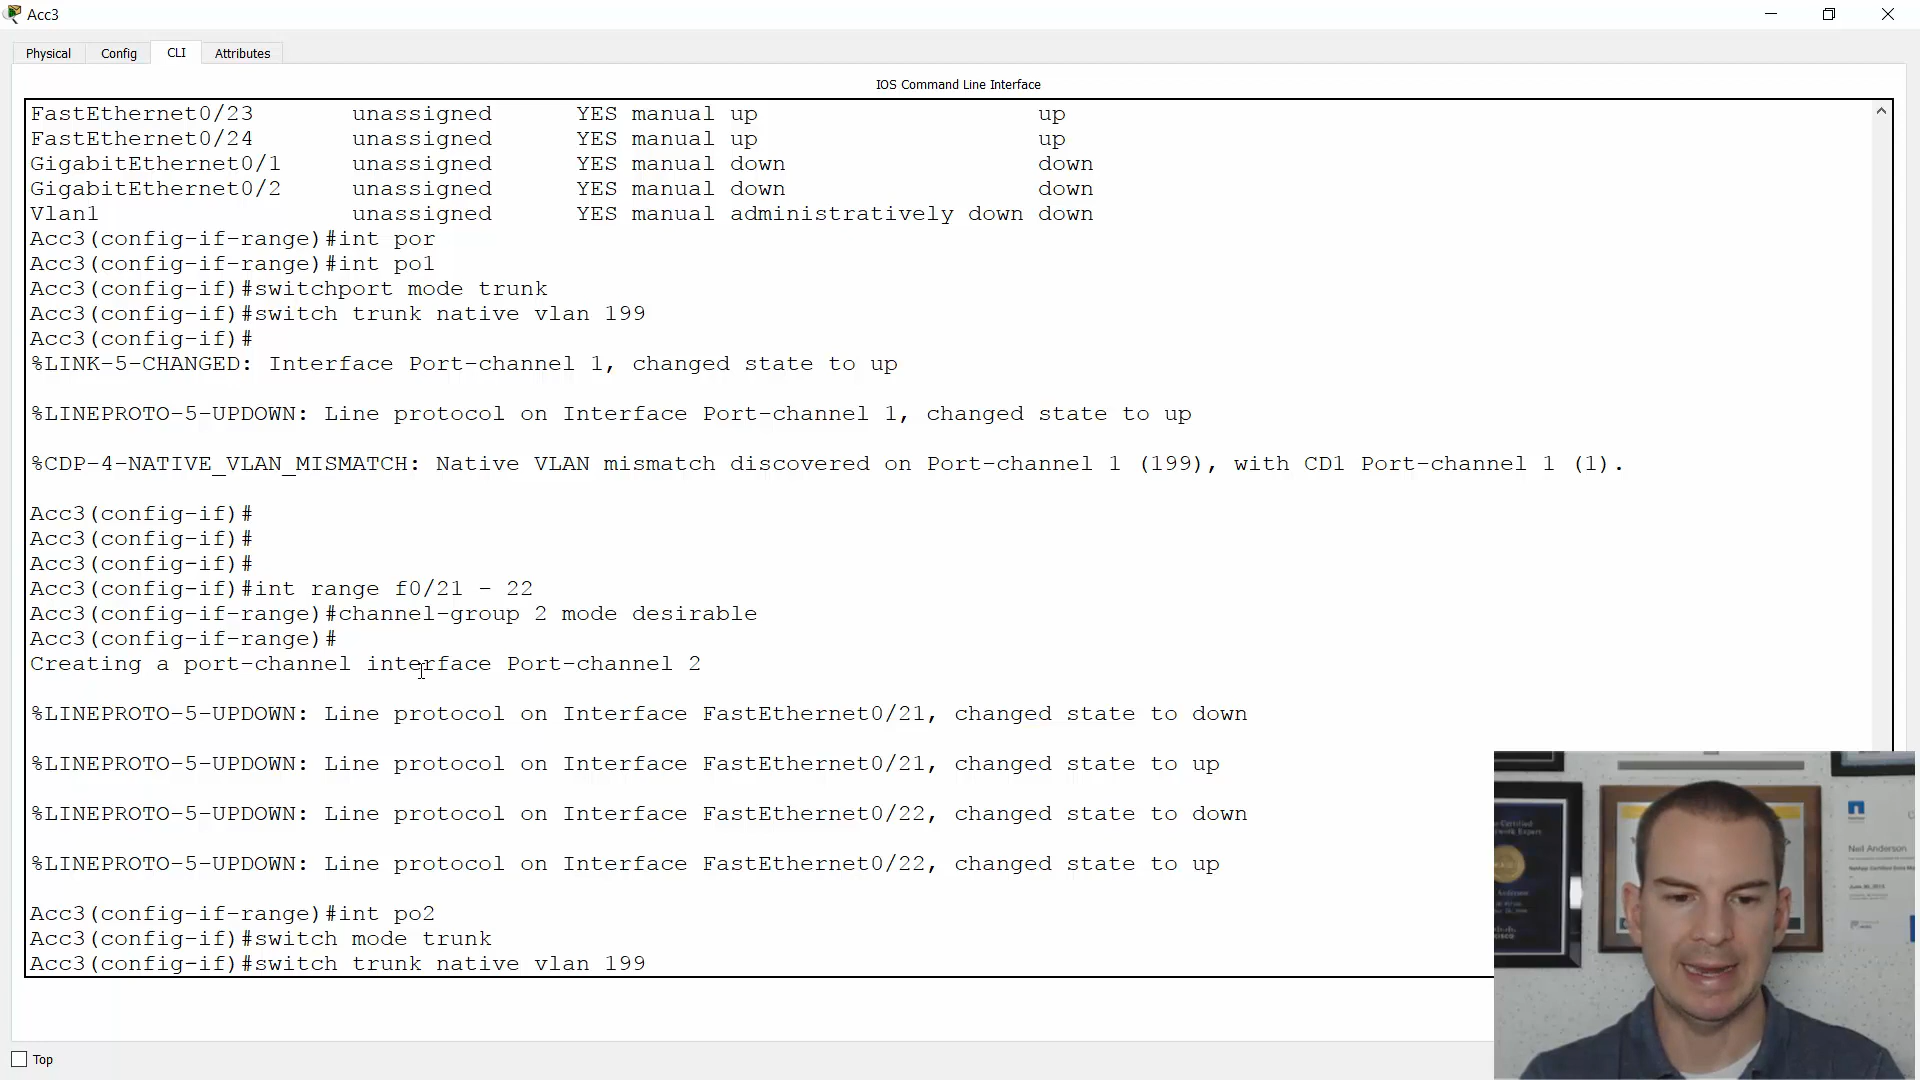 Acc3
Physical
Config
CLI
Attributes
IOS Command Line Interface
FastEthernet0/23 unassigned YES manual up up
FastEthernet0/24 unassigned YES manual up up
GigabitEthernet0/1 unassigned YES manual down down
GigabitEthernet0/2 unassigned YES manual down down
Vlan1 unassigned YES manual administratively down down
Acc3(config-if-range)#int por
Acc3(config-if-range)#int po1
Acc3(config-if)#switchport mode trunk
Acc3(config-if)#switch trunk native vlan 199
Acc3(config-if)#
%LINK-5-CHANGED: Interface Port-channel 1, changed state to up
%LINEPROTO-5-UPDOWN: Line protocol on Interface Port-channel 1, changed state to up
%CDP-4-NATIVE_VLAN_MISMATCH: Native VLAN mismatch discovered on Port-channel 1 (199), with CD1 Port-channel 1 (1).
Acc3(config-if)#
Acc3(config-if)#
Acc3(config-if)#
Acc3(config-if)#int range f0/21 - 22
Acc3(config-if-range)#channel-group 2 mode desirable
Acc3(config-if-range)#
Creating a port-channel interface Port-channel 2
%LINEPROTO-5-UPDOWN: Line protocol on Interface FastEthernet0/21, changed state to down
%LINEPROTO-5-UPDOWN: Line protocol on Interface FastEthernet0/21, changed state to up
%LINEPROTO-5-UPDOWN: Line protocol on Interface FastEthernet0/22, changed state to down
%LINEPROTO-5-UPDOWN: Line protocol on Interface FastEthernet0/22, changed state to up
Acc3(config-if-range)#int po2
Acc3(config-if)#switch mode trunk
Acc3(config-if)#switch trunk native vlan 199
Top
Neil Anderson